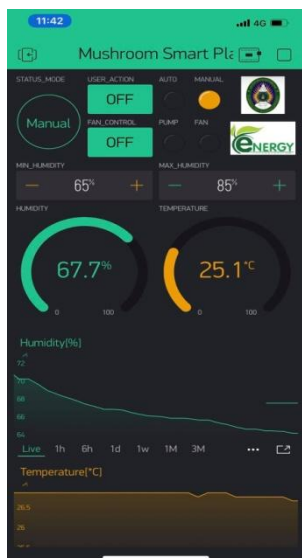 11:42
4G
Mushroom Smart Pla
STATUS_MODE USER_ACTION AUTO MANUAL
OFF
Manual FAN_CONTROL PUMP FAN
OFF
ENERGY
MIN_HUMIDITY MAX_HUMIDITY
— 65% + — 85% +
HUMIDITY TEMPERATURE
67.7% 25.1°C
0 100 0 100
Humidity[%]
72
70
68
66
64
Live 1h 6h 1d 1w 1M 3M ...
Temperature[°C]
26.5
26